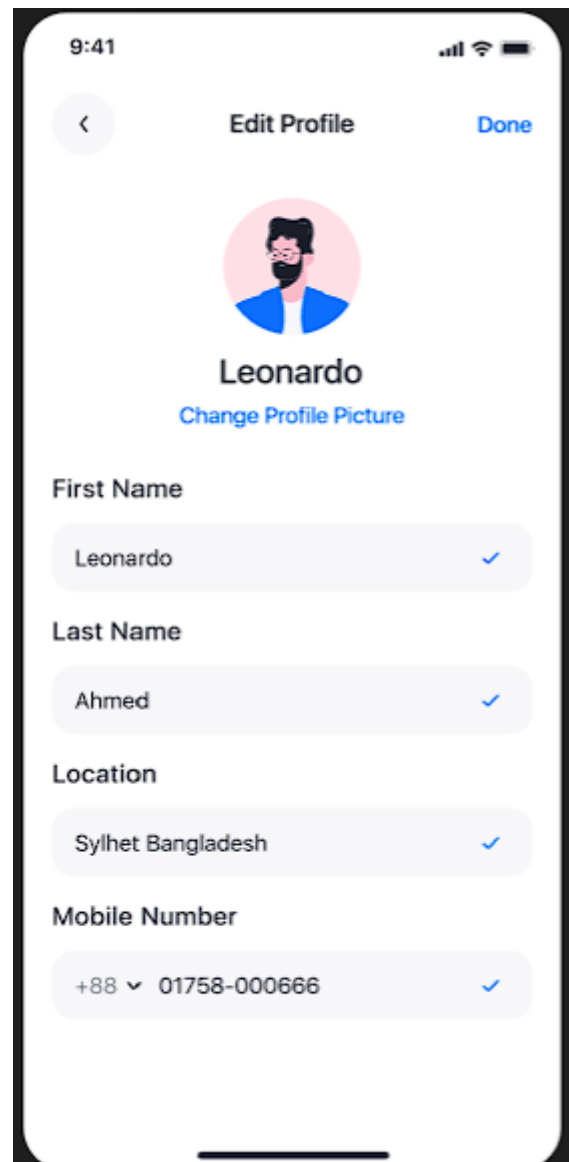 9:41
Edit Profile
Done
Leonardo
Change Profile Picture
First Name
Leonardo
Last Name
Ahmed
Location
Sylhet Bangladesh
Mobile Number
+88 01758-000666